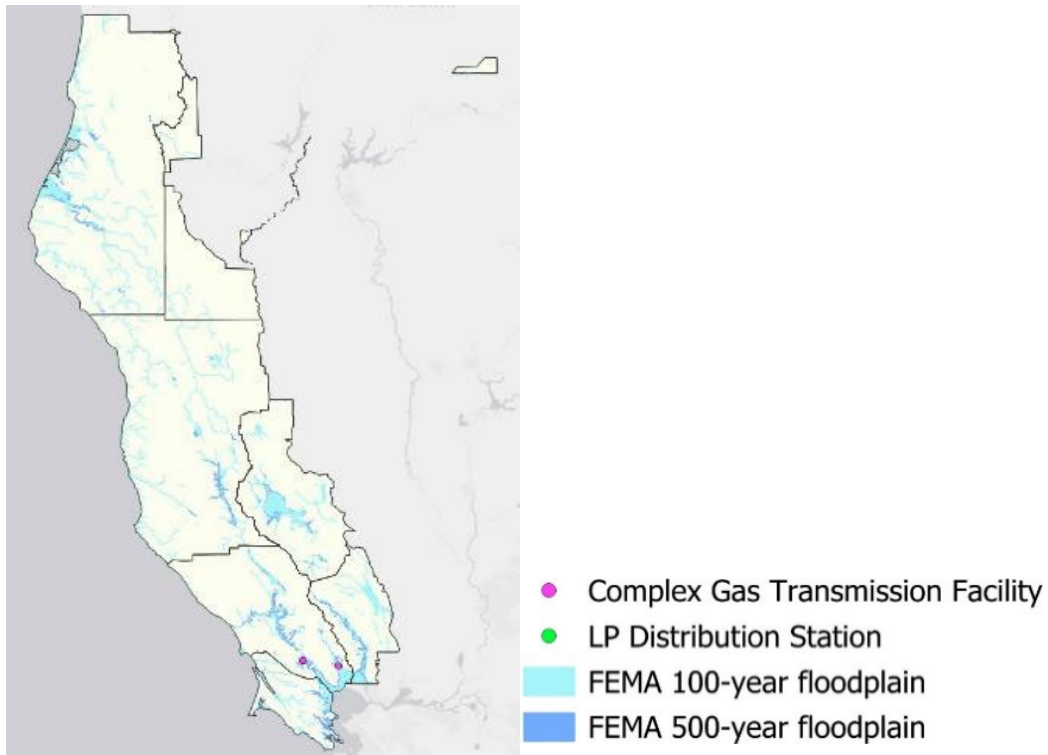 Complex Gas Transmission Facility
LP Distribution Station
FEMA 100-year floodplain
FEMA 500-year floodplain